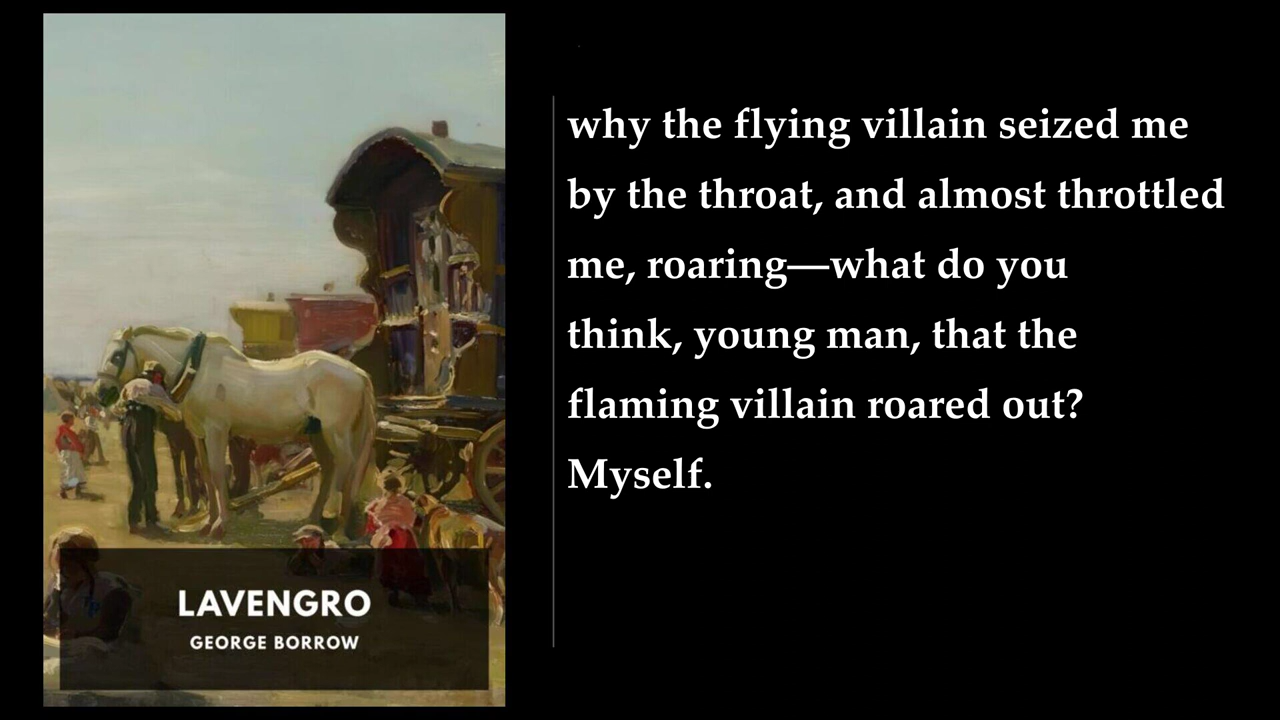 LAVENGRO
GEORGE BORROW
why the flying villain seized me
by the throat, and almost throttled
me, roaring—what do you
think, young man, that the
flaming villain roared out?
Myself.